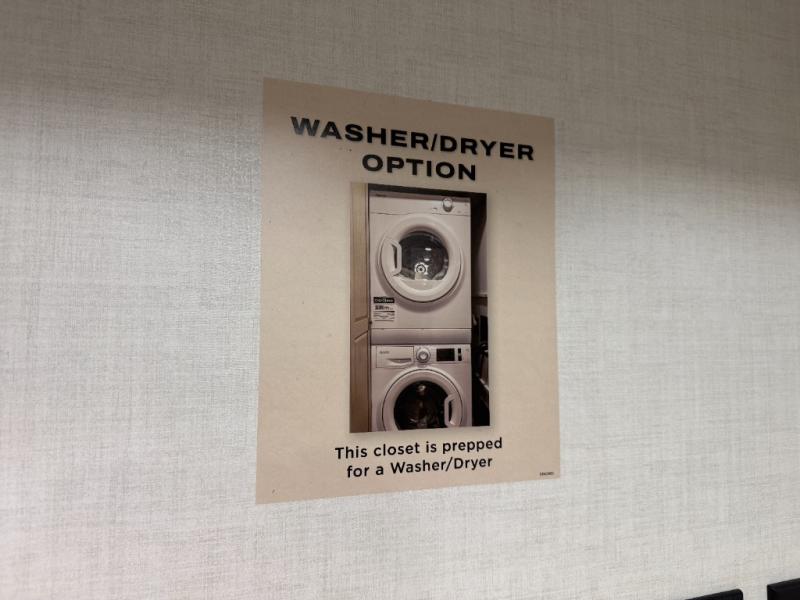 WASHER/DRYER
OPTION
This closet is prepped
for a Washer/Dryer